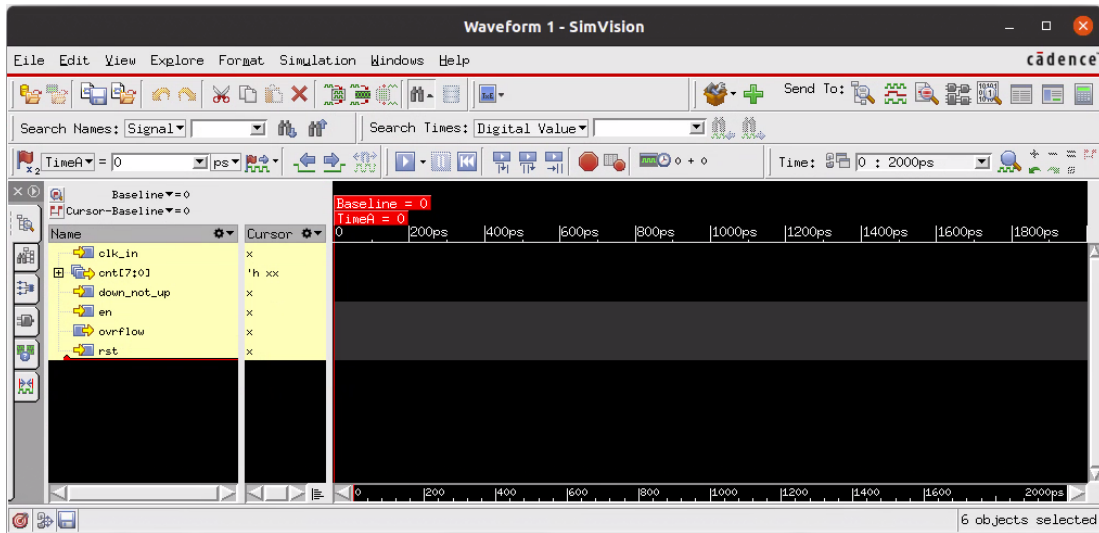 Waveform 1 - SimVision
File Edit View Explore Format Simulation Windows Help
cādence
Send To:
Search Names: Signal
Search Times: Digital Value
TimeA = 0 ps
0 + 0
Time: 0 : 2000ps
Baseline = 0
Cursor-Baseline = 0
Baseline = 0
TimeA = 0
Name Cursor
0 200ps 400ps 600ps 800ps 1000ps 1200ps 1400ps 1600ps 1800ps
clk_in x
cnt[7:0] 'h xx
down_not_up x
en x
ovrflow x
rst x
0 200 400 600 800 1000 1200 1400 1600 2000ps
6 objects selected